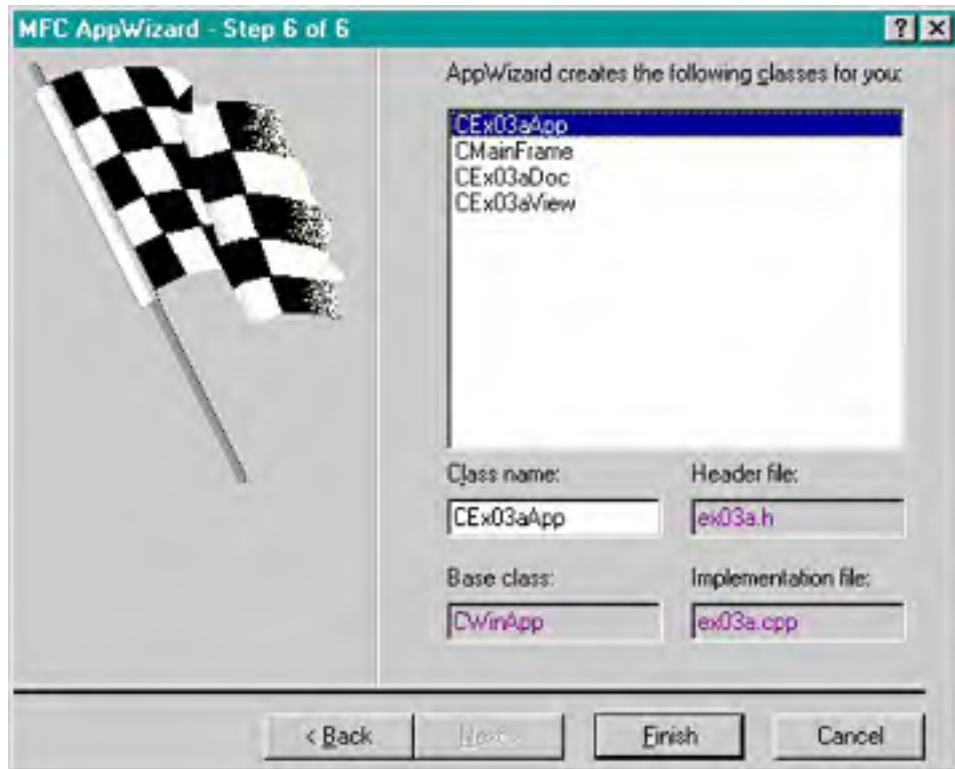 MFC AppWizard - Step 6 of 6
AppWizard creates the following classes for you:
CEx03aApp
CMainFrame
CEx03aDoc
CEx03aView
Class name: Header file:
CEx03aApp ex03a.h
Base class: Implementation file:
CWinApp ex03a.cpp
< Back Next > Finish Cancel